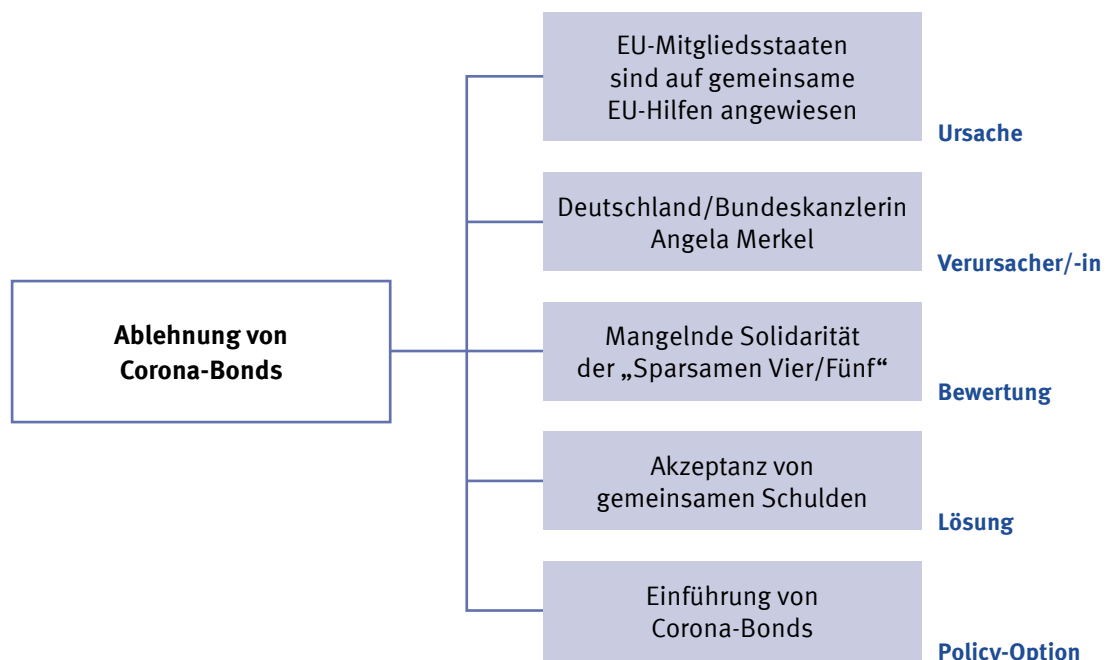 EU-Mitgliedsstaaten
sind auf gemeinsame
EU-Hilfen angewiesen
Ursache
Deutschland/Bundeskanzlerin
Angela Merkel
Verursacher/-in
Ablehnung von
Corona-Bonds
Mangelnde Solidarität
der „Sparsamen Vier/Fünf“
Bewertung
Akzeptanz von
gemeinsamen Schulden
Lösung
Einführung von
Corona-Bonds
Policy-Option